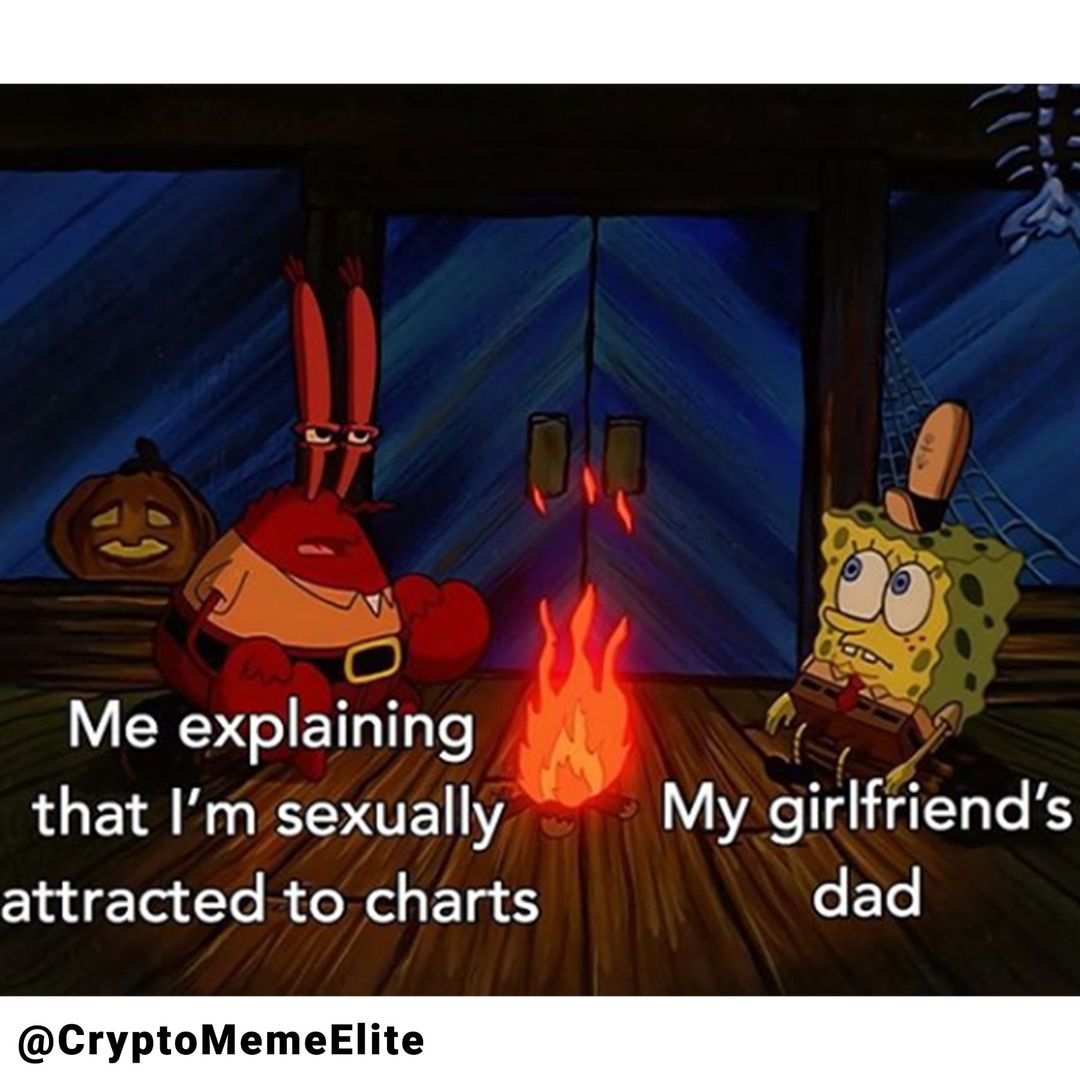 Me explaining
that I’m sexually
attracted to charts
My girlfriend’s
dad
@CryptoMemeElite